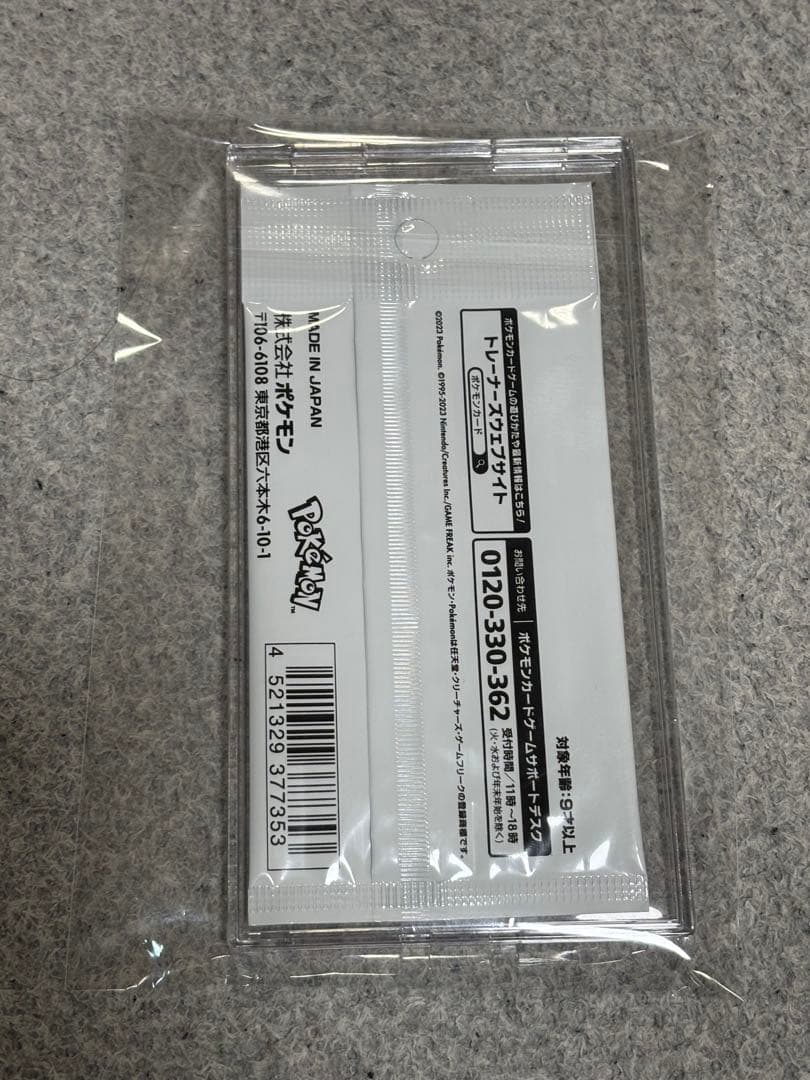 対象年齢:9才以上
ポケモンカードゲームの遊びかたや最新情報はこちら!
トレーナーズウェブサイト
ポケモンカード
お問い合わせ先 ポケモンカードゲームサポートデスク
0120-330-362
受付時間/11時~18時
(火・水および年末年始を除く)
©2023 Pokémon. ©1995-2023 Nintendo/Creatures Inc./GAME FREAK inc. ポケモン・Pokémonは任天堂・クリーチャーズ・ゲームフリークの登録商標です。
MADE IN JAPAN
株式会社 ポケモン
〒106-6108 東京都港区六本木6-10-1
POKéMON™
4 521329 377353